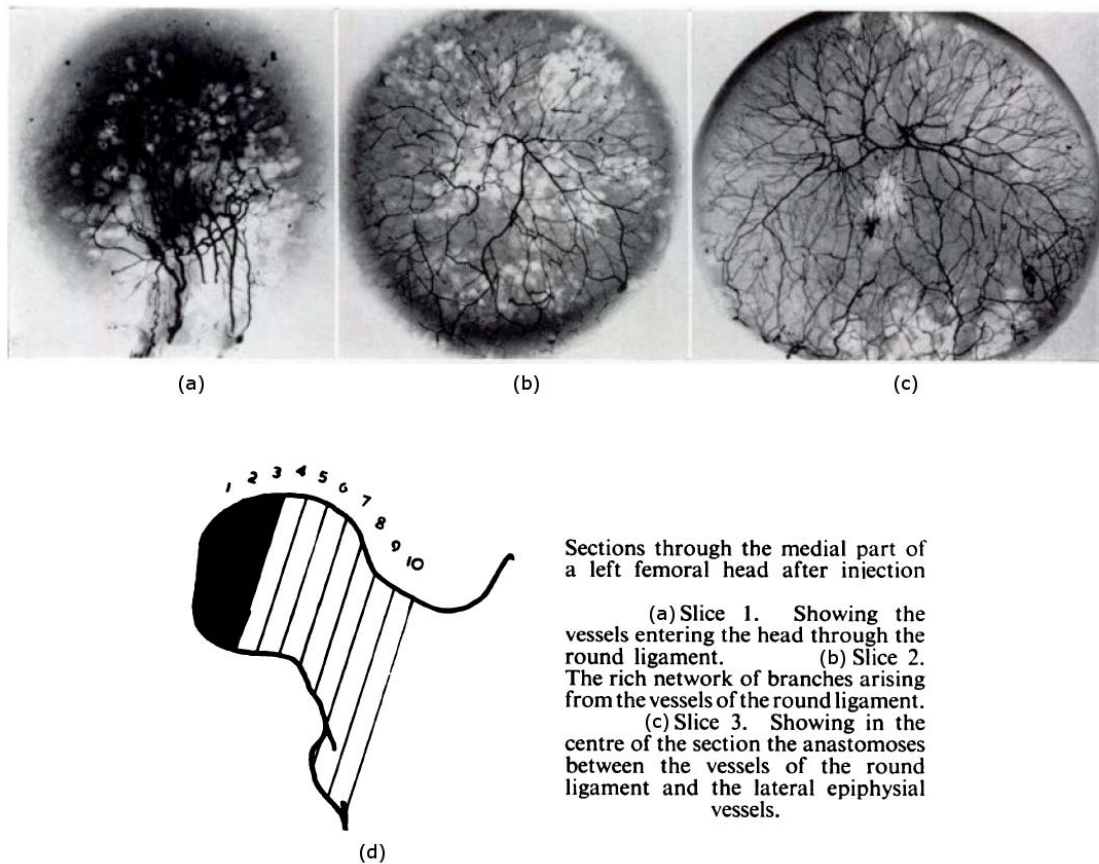 (a)
(b)
(c)
1 2 3 4 5 6 7 8 9 10
(d)
Sections through the medial part of
a left femoral head after injection
(a) Slice 1. Showing the
vessels entering the head through the
round ligament. (b) Slice 2.
The rich network of branches arising
from the vessels of the round ligament.
(c) Slice 3. Showing in the
centre of the section the anastomoses
between the vessels of the round
ligament and the lateral epiphysial
vessels.